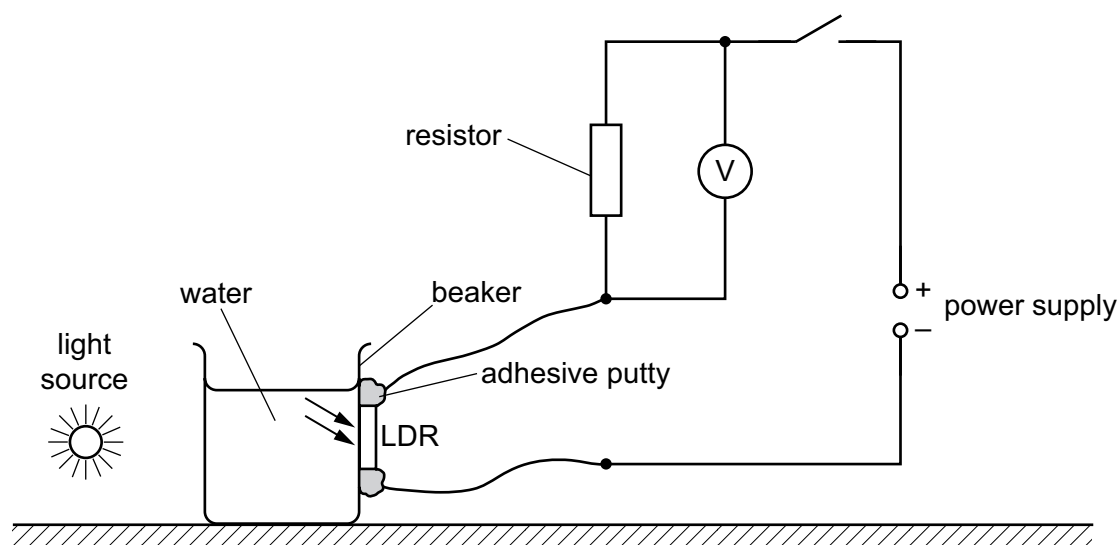 resistor
V
water
beaker
+
power supply
–
light
source
adhesive putty
LDR